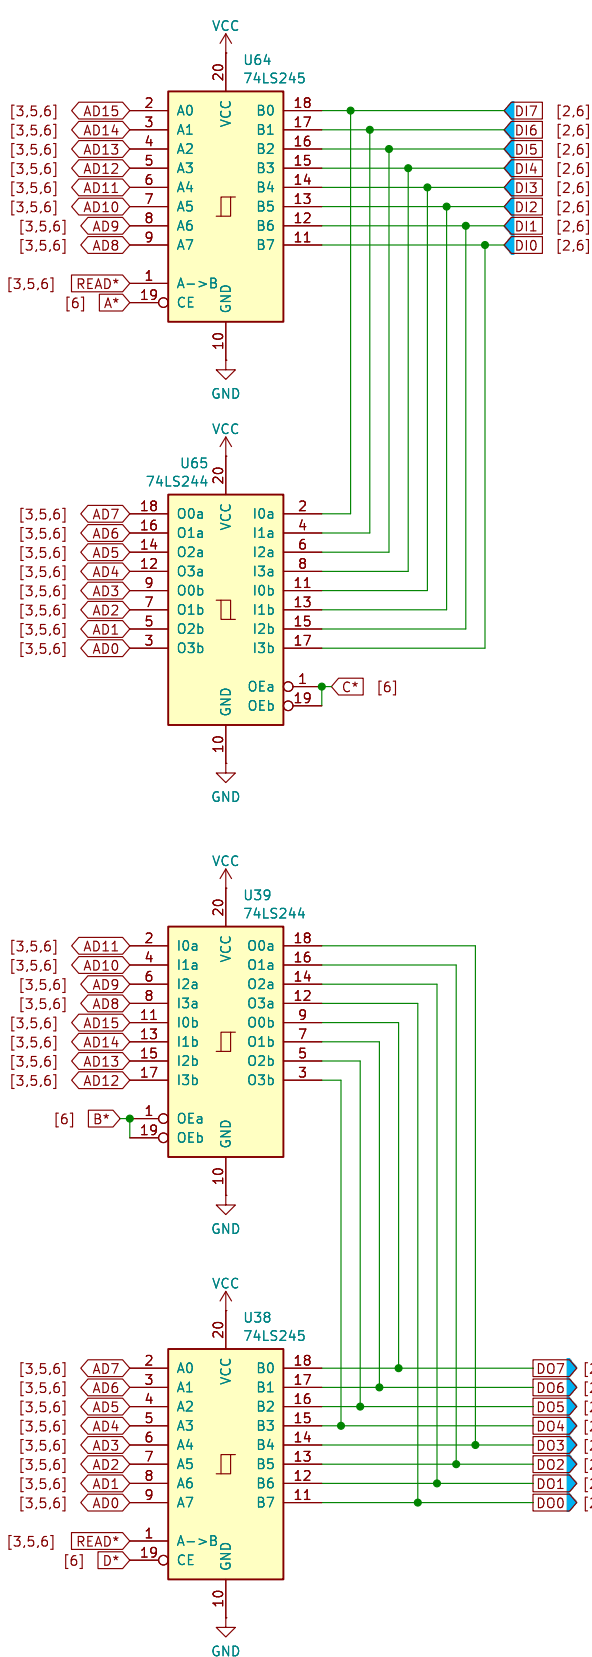 VCC
U64
74LS245
20
[3,5,6] AD15 2 A0 VCC B0 18 DI7 [2,6]
[3,5,6] AD14 3 A1 B1 17 DI6 [2,6]
[3,5,6] AD13 4 A2 B2 16 DI5 [2,6]
[3,5,6] AD12 5 A3 B3 15 DI4 [2,6]
[3,5,6] AD11 6 A4 B4 14 DI3 [2,6]
[3,5,6] AD10 7 A5 B5 13 DI2 [2,6]
[3,5,6] AD9 8 A6 B6 12 DI1 [2,6]
[3,5,6] AD8 9 A7 B7 11 DI0 [2,6]
[3,5,6] READ* 1 A->B
[6] A* 19 CE GND
10
GND
VCC
U65
74LS244
20
[3,5,6] AD7 18 O0a VCC I0a 2
[3,5,6] AD6 16 O1a I1a 4
[3,5,6] AD5 14 O2a I2a 6
[3,5,6] AD4 12 O3a I3a 8
[3,5,6] AD3 9 O0b I0b 11
[3,5,6] AD2 7 O1b I1b 13
[3,5,6] AD1 5 O2b I2b 15
[3,5,6] AD0 3 O3b I3b 17
OEa 1 C* [6]
GND OEb 19
10
GND
VCC
U39
74LS244
20
[3,5,6] AD11 2 I0a VCC O0a 18
[3,5,6] AD10 4 I1a O1a 16
[3,5,6] AD9 6 I2a O2a 14
[3,5,6] AD8 8 I3a O3a 12
[3,5,6] AD15 11 I0b O0b 9
[3,5,6] AD14 13 I1b O1b 7
[3,5,6] AD13 15 I2b O2b 5
[3,5,6] AD12 17 I3b O3b 3
[6] B* 1 OEa
19 OEb GND
10
GND
VCC
U38
74LS245
20
[3,5,6] AD7 2 A0 VCC B0 18 DO7 [
[3,5,6] AD6 3 A1 B1 17 DO6 [
[3,5,6] AD5 4 A2 B2 16 DO5 [
[3,5,6] AD4 5 A3 B3 15 DO4 [
[3,5,6] AD3 6 A4 B4 14 DO3 [
[3,5,6] AD2 7 A5 B5 13 DO2 [
[3,5,6] AD1 8 A6 B6 12 DO1 [
[3,5,6] AD0 9 A7 B7 11 DO0 [
[3,5,6] READ* 1 A->B
[6] D* 19 CE GND
10
GND